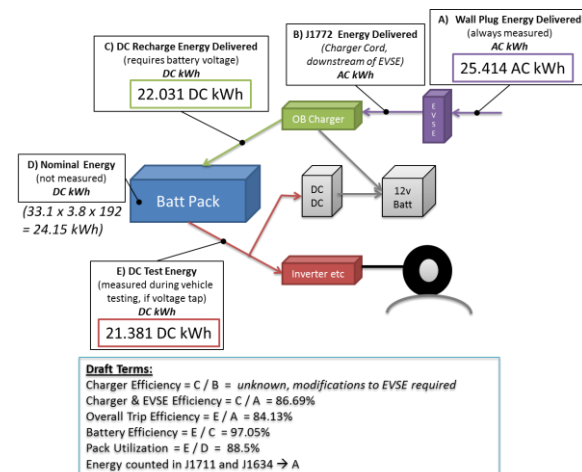 A) Wall Plug Energy Delivered
(always measured)
AC kWh
25.414 AC kWh
B) J1772 Energy Delivered
(Charger Cord,
downstream of EVSE)
AC kWh
C) DC Recharge Energy Delivered
(requires battery voltage)
DC kWh
22.031 DC kWh
OB Charger
EVSE
D) Nominal Energy
(not measured)
DC kWh
(33.1 x 3.8 x 192
= 24.15 kWh)
Batt Pack
DC
DC
12v
Batt
Inverter etc
E) DC Test Energy
(measured during vehicle
testing, if voltage tap)
DC kWh
21.381 DC kWh
Draft Terms:
Charger Efficiency = C / B = unknown, modifications to EVSE required
Charger & EVSE Efficiency = C / A = 86.69%
Overall Trip Efficiency = E / A = 84.13%
Battery Efficiency = E / C = 97.05%
Pack Utilization = E / D = 88.5%
Energy counted in J1711 and J1634 → A